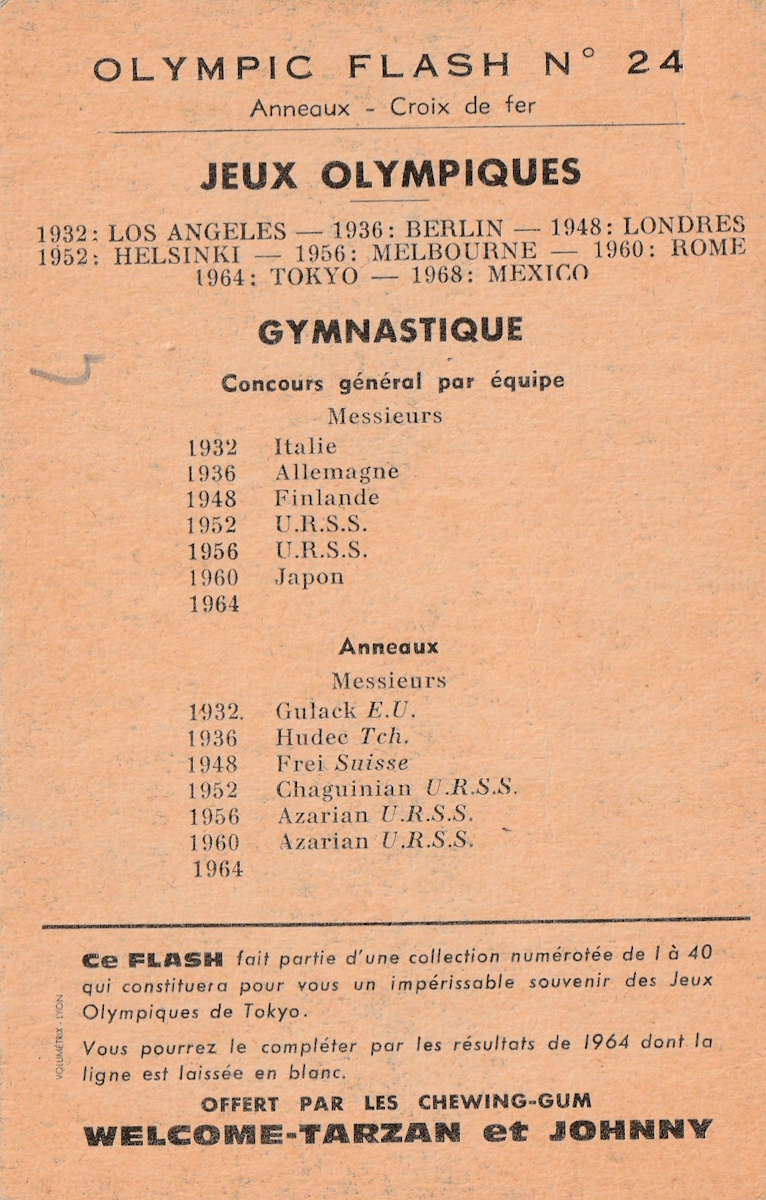 OLYMPIC FLASH N° 24
Anneaux - Croix de fer
JEUX OLYMPIQUES
1932: LOS ANGELES — 1936: BERLIN — 1948: LONDRES
1952: HELSINKI — 1956: MELBOURNE — 1960: ROME
1964: TOKYO — 1968: MEXICO
GYMNASTIQUE
Concours général par équipe
Messieurs
1932 Italie
1936 Allemagne
1948 Finlande
1952 U.R.S.S.
1956 U.R.S.S.
1960 Japon
1964
Anneaux
Messieurs
1932. Gulack E.U.
1936 Hudec Tch.
1948 Frei Suisse
1952 Chaguinian U.R.S.S.
1956 Azarian U.R.S.S.
1960 Azarian U.R.S.S.
1964
Ce FLASH fait partie d'une collection numérotée de 1 à 40
qui constituera pour vous un impérissable souvenir des Jeux
Olympiques de Tokyo.
Vous pourrez le compléter par les résultats de 1964 dont la
ligne est laissée en blanc.
OFFERT PAR LES CHEWING-GUM
WELCOME-TARZAN et JOHNNY
VOLUMÉTRIX - LYON